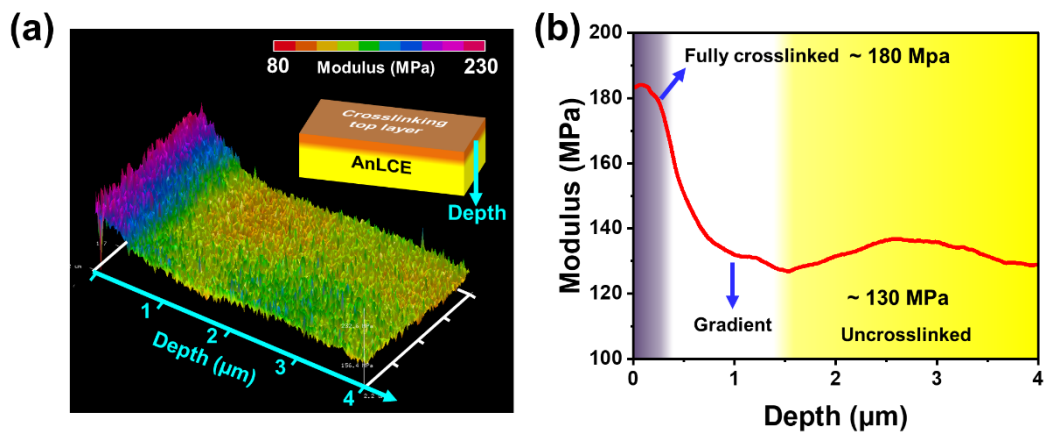 (a)
80 Modulus (MPa) 230
Crosslinking
top layer
AnLCE
Depth
1
2
3
4
Depth (μm)
(b)
200
180
160
140
120
100
Modulus (MPa)
Fully crosslinked ~ 180 Mpa
Gradient
~ 130 MPa
Uncrosslinked
0 1 2 3 4
Depth (μm)